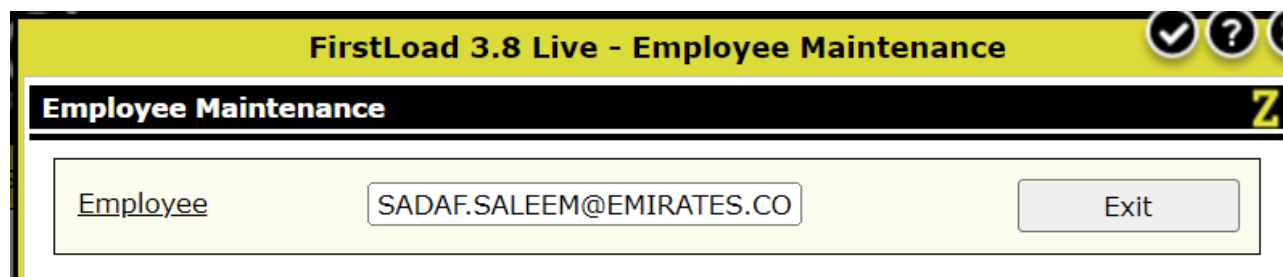 FirstLoad 3.8 Live - Employee Maintenance
Employee Maintenance Z
Employee SADAF.SALEEM@EMIRATES.CO Exit